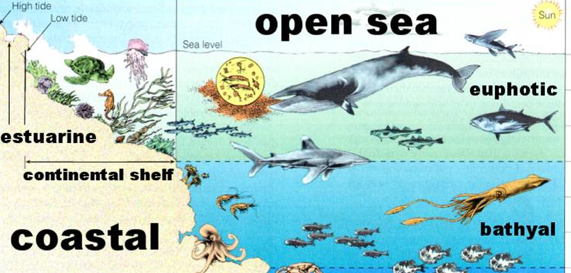 High tide
Low tide
open sea
Sun
Sea level
euphotic
estuarine
continental shelf
coastal
bathyal